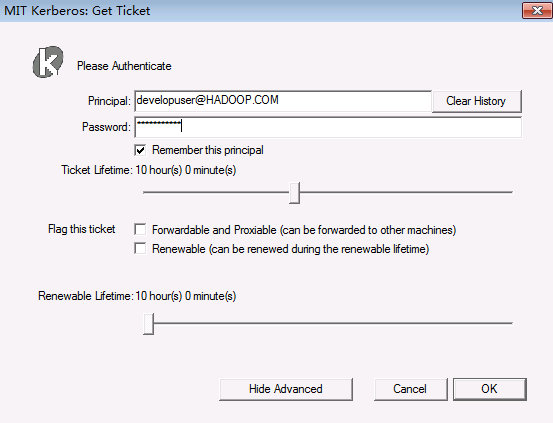 MIT Kerberos: Get Ticket
Please Authenticate
Principal: developuser@HADOOP.COM Clear History
Password: ***********
Remember this principal
Ticket Lifetime: 10 hour(s) 0 minute(s)
Flag this ticket Forwardable and Proxiable (can be forwarded to other machines)
Renewable (can be renewed during the renewable lifetime)
Renewable Lifetime: 10 hour(s) 0 minute(s)
Hide Advanced Cancel OK